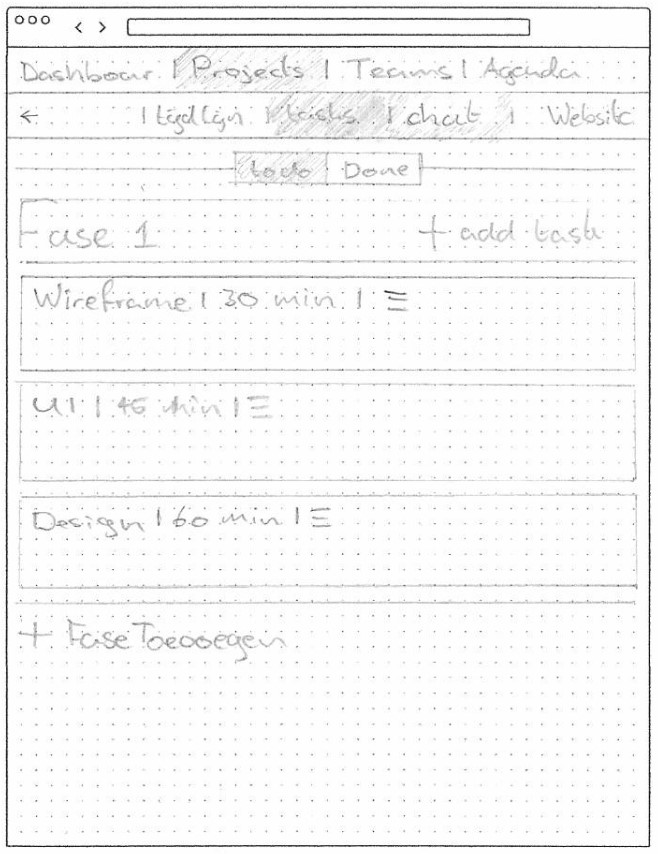 Dashboar | Projects | Teams | Agenda
← | tijdlijn | tasks | chat | Website
todo | Done
Fase 1 + add task
Wireframe | 30 min | ☰
UI | 45 min | ☰
Design | 60 min | ☰
+ Fase Toevoegen